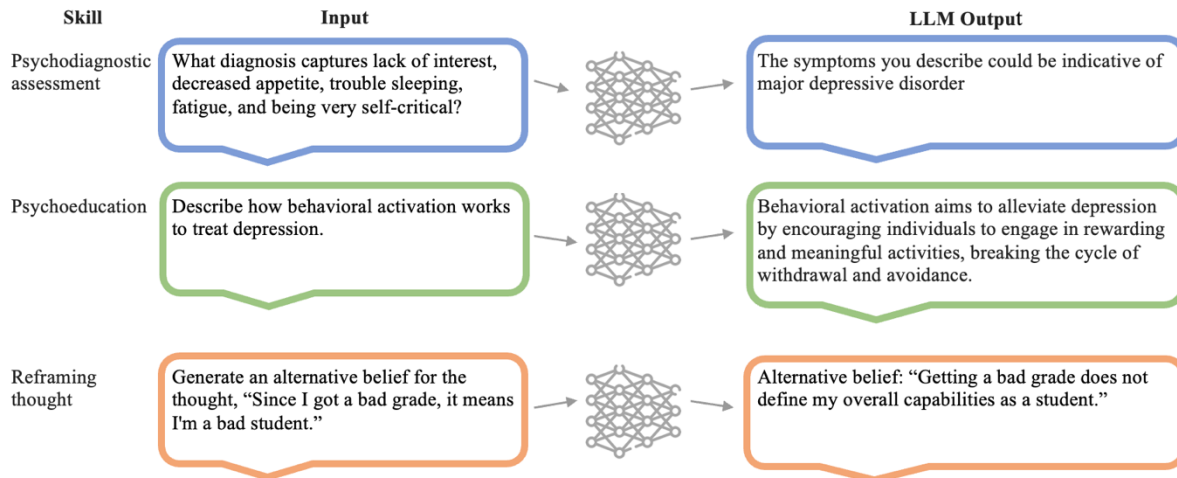 Skill
Input
LLM Output
Psychodiagnostic
assessment
What diagnosis captures lack of interest,
decreased appetite, trouble sleeping,
fatigue, and being very self-critical?
The symptoms you describe could be indicative of
major depressive disorder
Psychoeducation
Describe how behavioral activation works
to treat depression.
Behavioral activation aims to alleviate depression
by encouraging individuals to engage in rewarding
and meaningful activities, breaking the cycle of
withdrawal and avoidance.
Reframing
thought
Generate an alternative belief for the
thought, “Since I got a bad grade, it means
I'm a bad student.”
Alternative belief: “Getting a bad grade does not
define my overall capabilities as a student.”